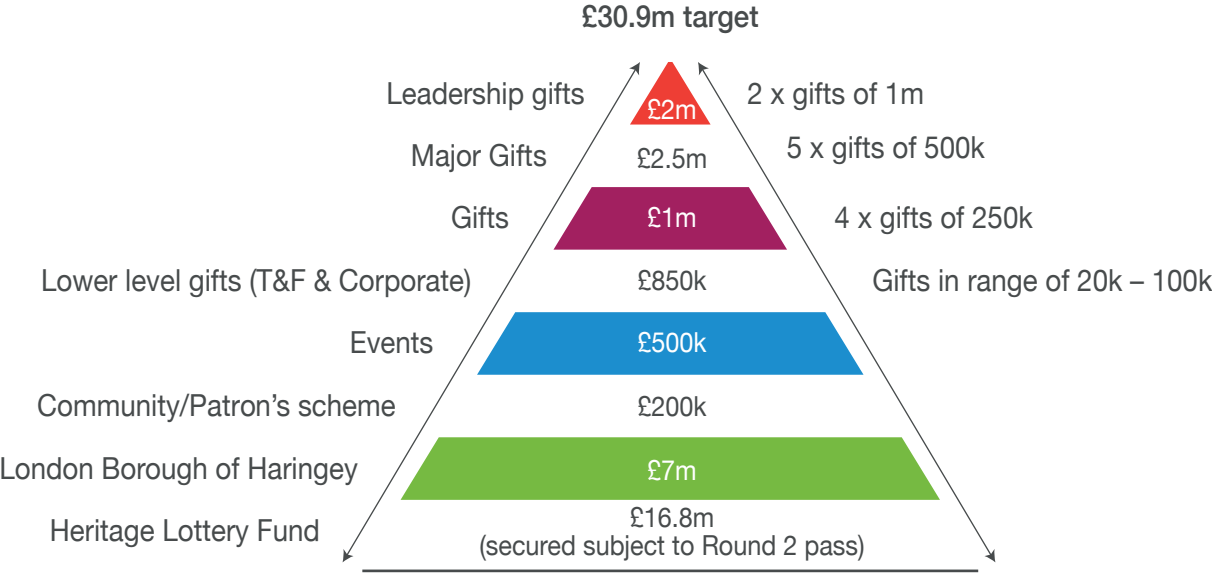 £30.9m target
Leadership gifts £2m 2 x gifts of 1m
Major Gifts £2.5m 5 x gifts of 500k
Gifts £1m 4 x gifts of 250k
Lower level gifts (T&F & Corporate) £850k Gifts in range of 20k – 100k
Events £500k
Community/Patron’s scheme £200k
London Borough of Haringey £7m
Heritage Lottery Fund £16.8m
(secured subject to Round 2 pass)